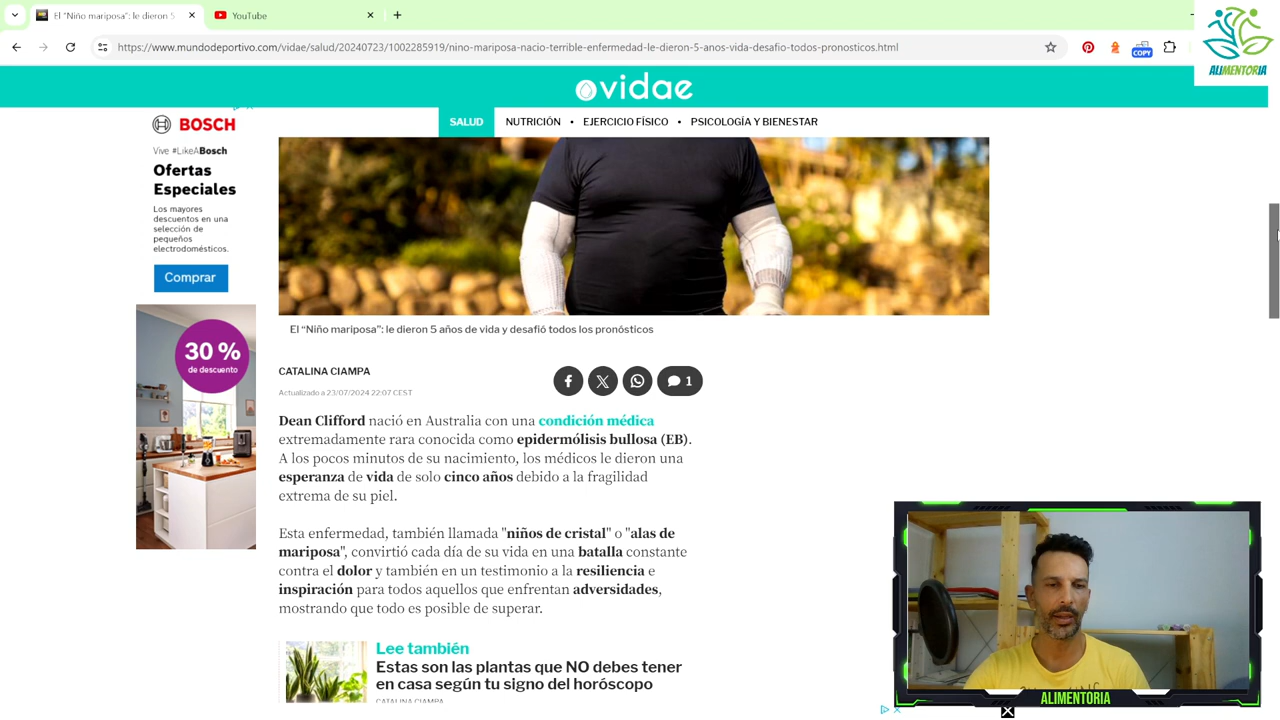 El "Niño mariposa": le dieron 5
YouTube
https://www.mundodeportivo.com/vidae/salud/20240723/1002285919/nino-mariposa-nacio-terrible-enfermedad-le-dieron-5-anos-vida-desafio-todos-pronosticos.html
COPY
ALIMENTORIA
vidae
SALUD
NUTRICIÓN • EJERCICIO FÍSICO • PSICOLOGÍA Y BIENESTAR
BOSCH
Vive #LikeABosch
Ofertas
Especiales
Los mayores
descuentos en una
selección de
pequeños
electrodomésticos.
Comprar
30 %
de descuento
El “Niño mariposa”: le dieron 5 años de vida y desafió todos los pronósticos
CATALINA CIAMPA
1
Actualizado a 23/07/2024 22:07 CEST
Dean Clifford nació en Australia con una condición médica
extremadamente rara conocida como epidermólisis bullosa (EB).
A los pocos minutos de su nacimiento, los médicos le dieron una
esperanza de vida de solo cinco años debido a la fragilidad
extrema de su piel.
Esta enfermedad, también llamada "niños de cristal" o "alas de
mariposa", convirtió cada día de su vida en una batalla constante
contra el dolor y también en un testimonio a la resiliencia e
inspiración para todos aquellos que enfrentan adversidades,
mostrando que todo es posible de superar.
Lee también
Estas son las plantas que NO debes tener
en casa según tu signo del horóscopo
CATALINA CIAMPA
ALIMENTORIA